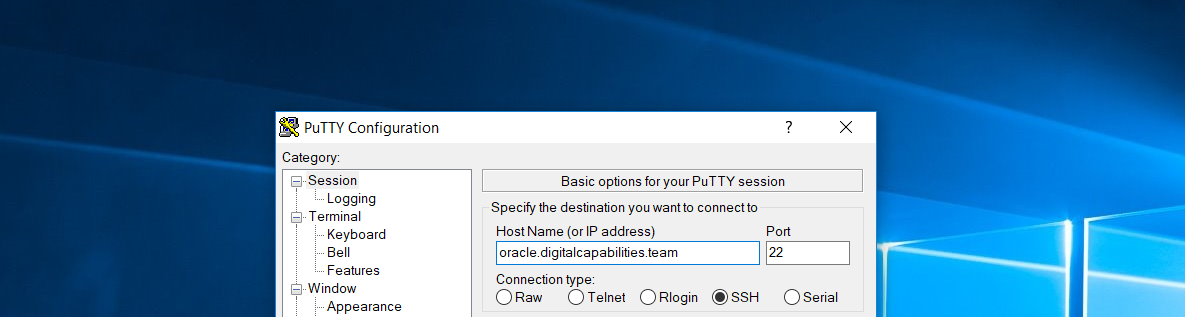 PuTTY Configuration
?
Category:
Session
Logging
Terminal
Keyboard
Bell
Features
Window
Appearance
Basic options for your PuTTY session
Specify the destination you want to connect to
Host Name (or IP address) Port
oracle.digitalcapabilities.team 22
Connection type:
Raw Telnet Rlogin SSH Serial